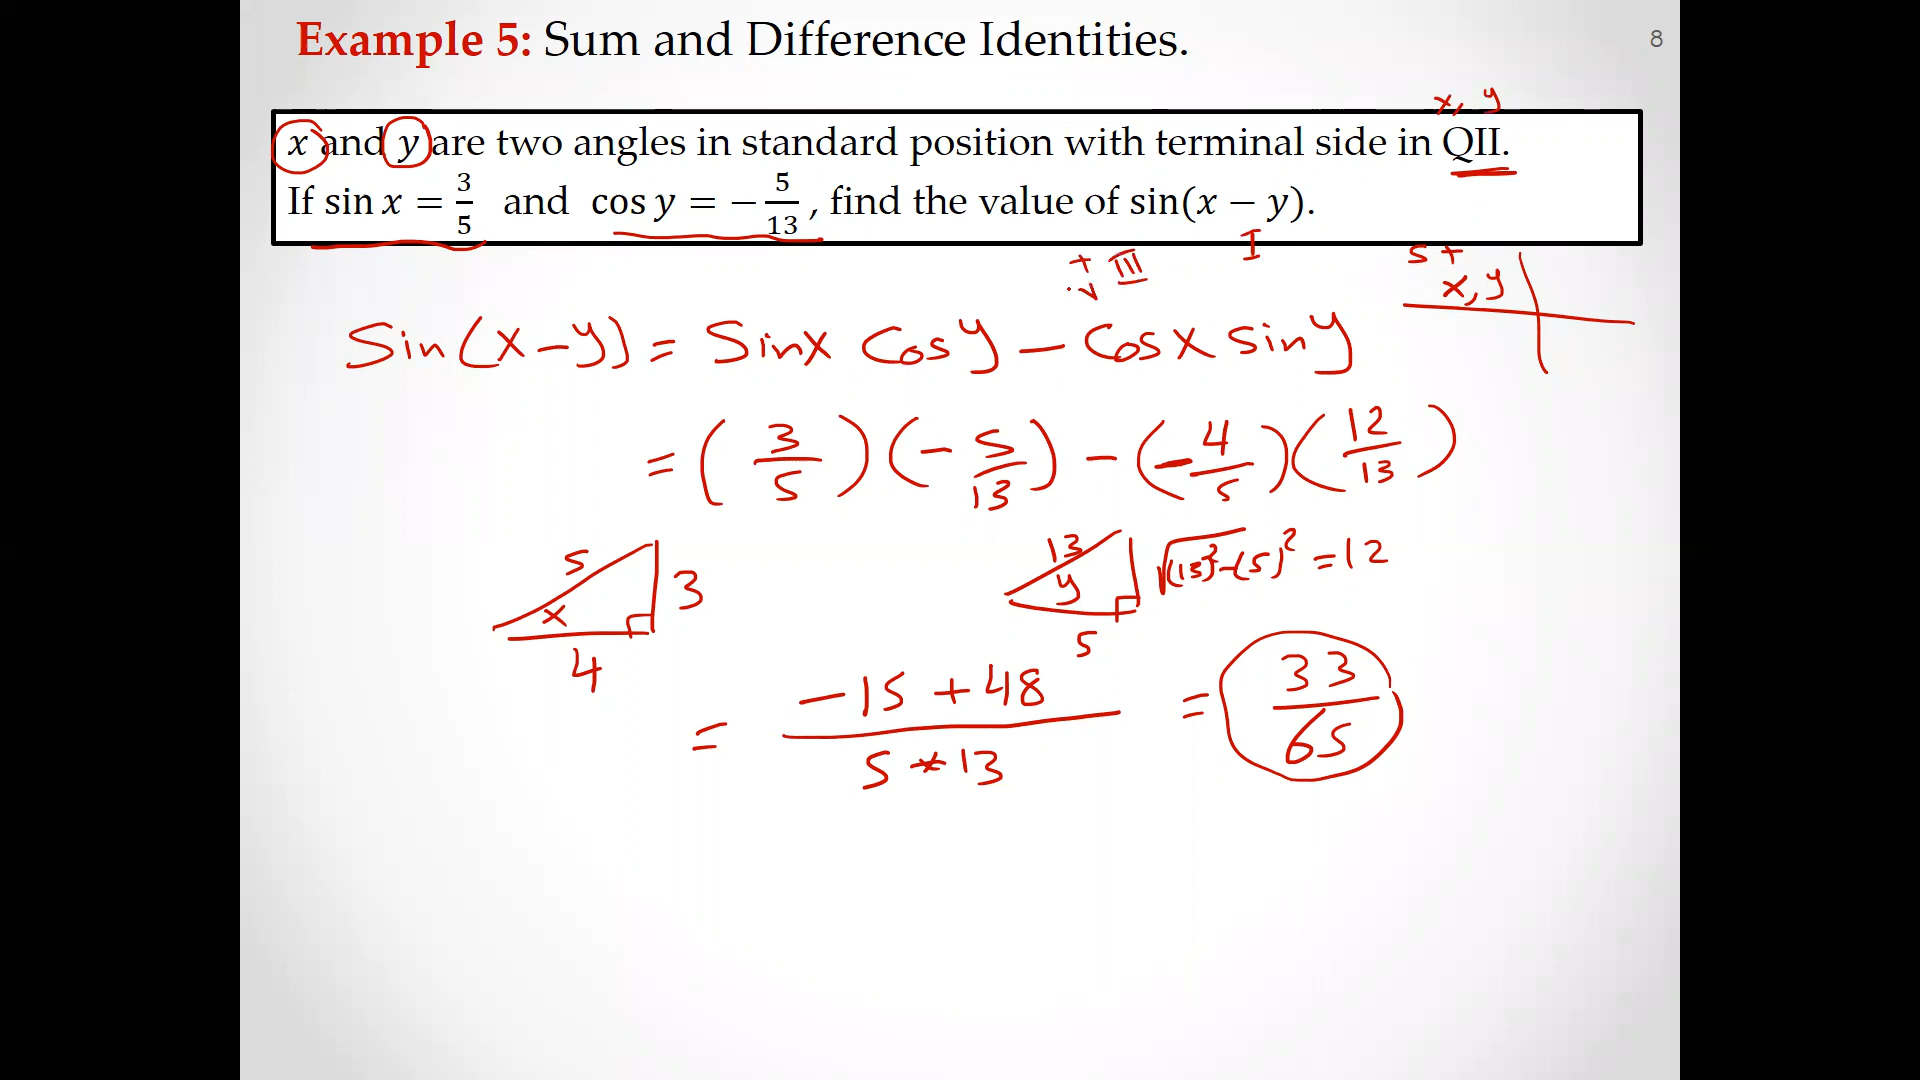 Example 5: Sum and Difference Identities.
8
x, y
x and y are two angles in standard position with terminal side in QII.
If sin x = 3/5 and cos y = −5/13, find the value of sin(x − y).
I
+ III
S +
x, y
Sin(x−y) = Sinx Cosy − Cosx siny
= (3/5)(−5/13) − (−4/5)(12/13)
5
x
3
4
13
y
√(13)²−(5)² = 12
5
= −15 + 48 / 5 * 13 = 33/65